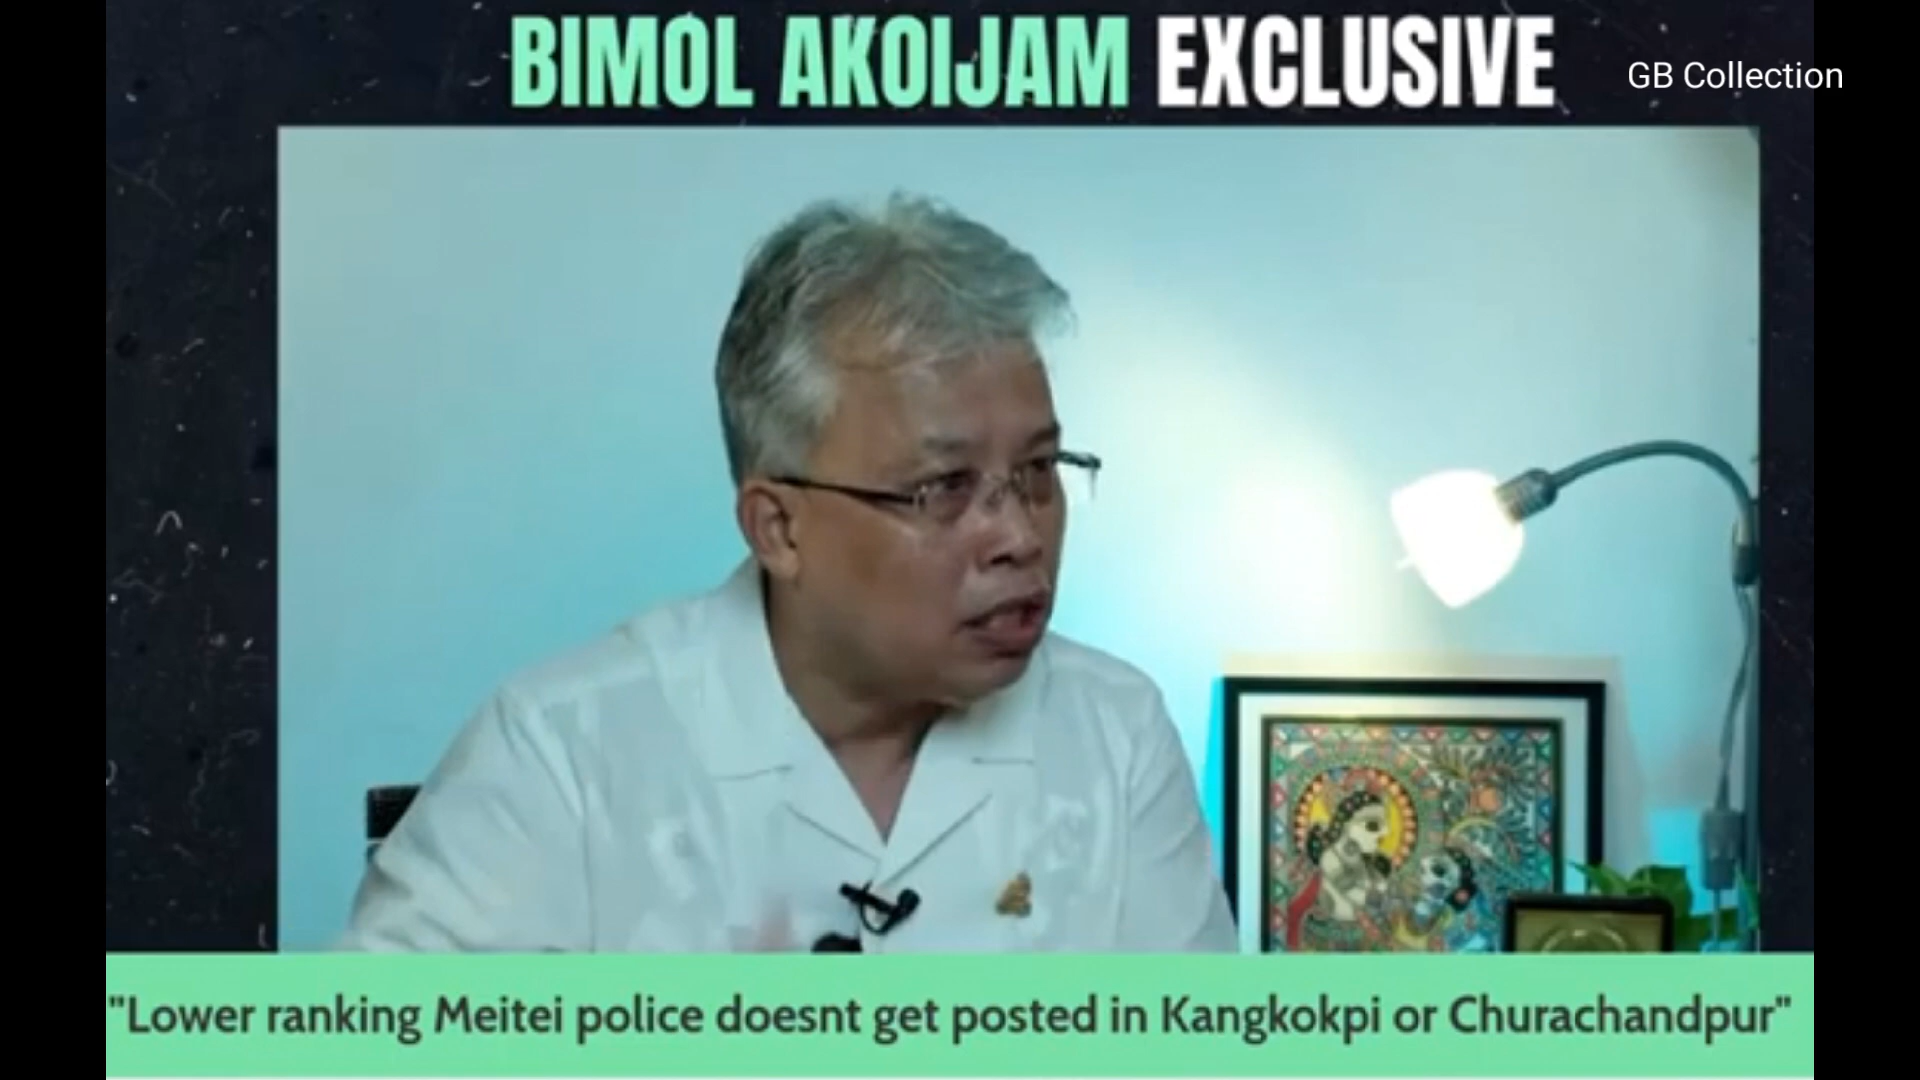 BIMOL AKOIJAM EXCLUSIVE
GB Collection
"Lower ranking Meitei police doesnt get posted in Kangkokpi or Churachandpur"